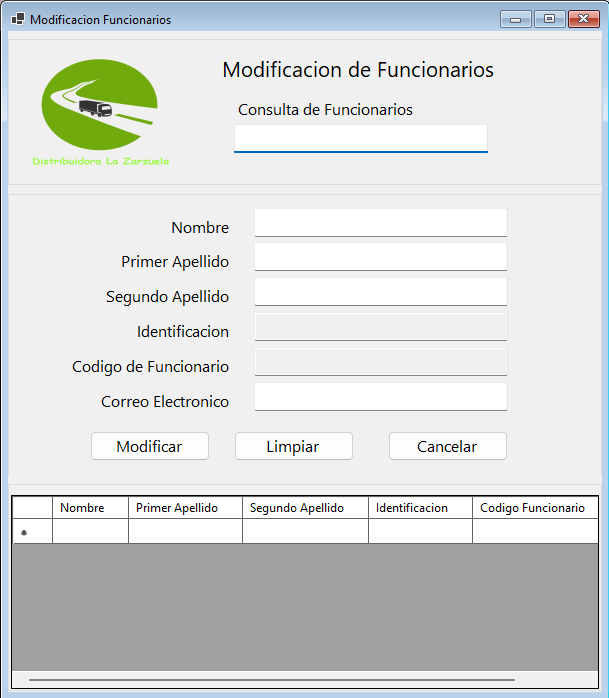 Modificacion Funcionarios
Modificacion de Funcionarios
Consulta de Funcionarios
Distribuidora La Zarzuela
Nombre
Primer Apellido
Segundo Apellido
Identificacion
Codigo de Funcionario
Correo Electronico
Modificar Limpiar Cancelar
Nombre Primer Apellido Segundo Apellido Identificacion Codigo Funcionario